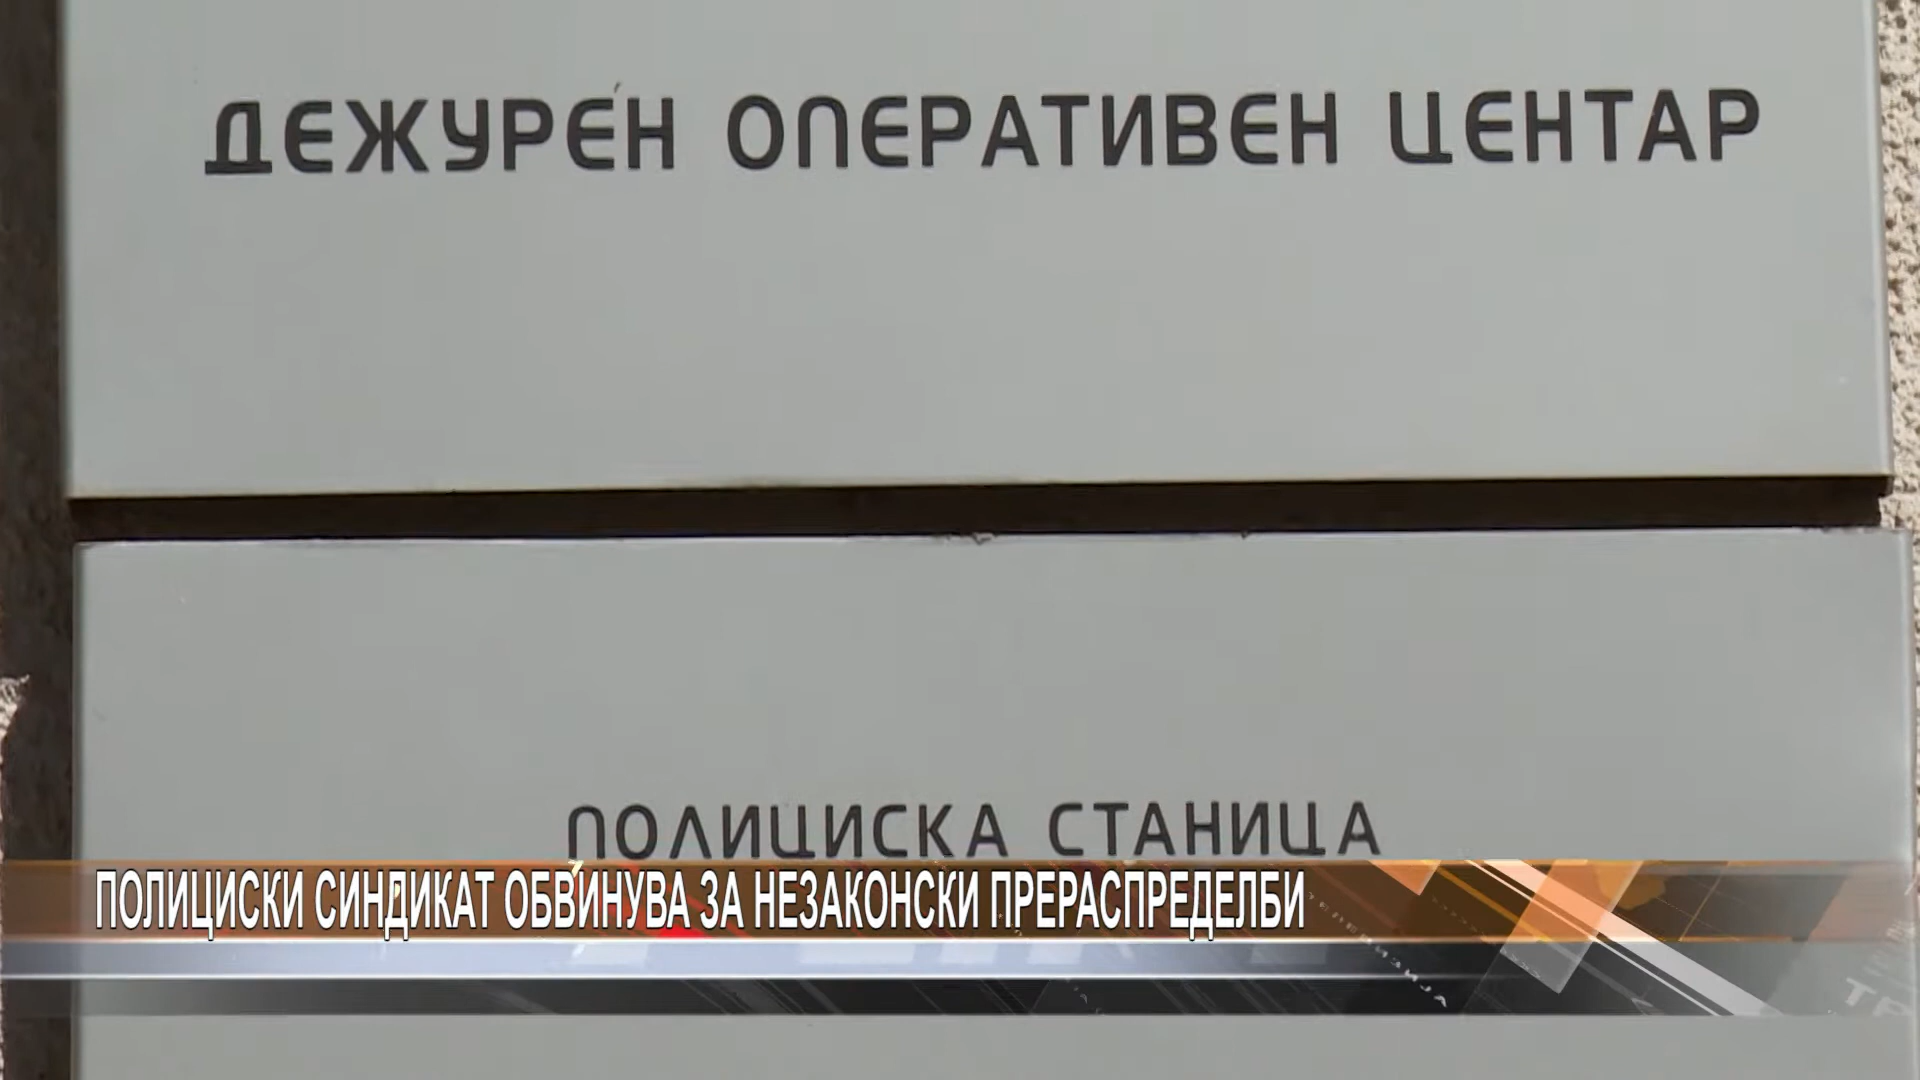 ДЕЖУРЕН ОПЕРАТИВЕН ЦЕНТАР
ПОЛИЦИСКА СТАНИЦА
ПОЛИЦИСКИ СИНДИКАТ ОБВИНУВА ЗА НЕЗАКОНСКИ ПРЕРАСПРЕДЕЛБИ